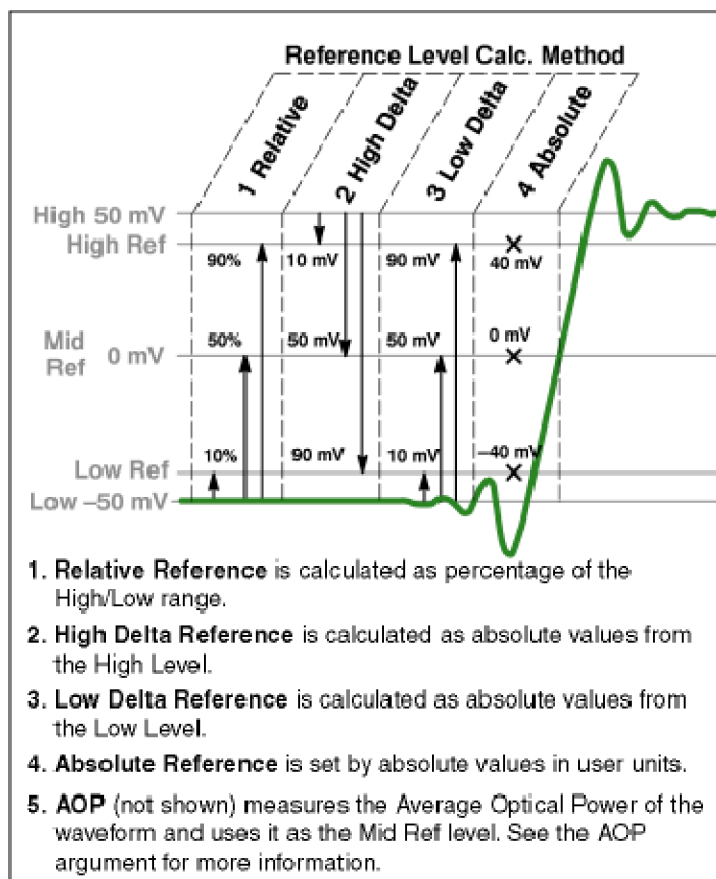 Reference Level Calc. Method
1 Relative
2 High Delta
3 Low Delta
4 Absolute
High 50 mV
High Ref
90% 10 mV 90 mV 40 mV
Mid Ref 0 mV
50% 50 mV 50 mV 0 mV
10% 90 mV 10 mV –40 mV
Low Ref
Low –50 mV
1. Relative Reference is calculated as percentage of the
High/Low range.
2. High Delta Reference is calculated as absolute values from
the High Level.
3. Low Delta Reference is calculated as absolute values from
the Low Level.
4. Absolute Reference is set by absolute values in user units.
5. AOP (not shown) measures the Average Optical Power of the
waveform and uses it as the Mid Ref level. See the AOP
argument for more information.